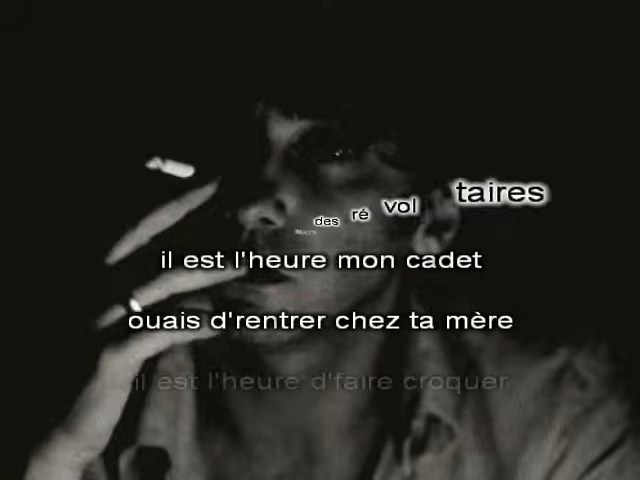 des ré vol taires
il est l'heure mon cadet
ouais d'rentrer chez ta mère
il est l'heure d'faire croquer